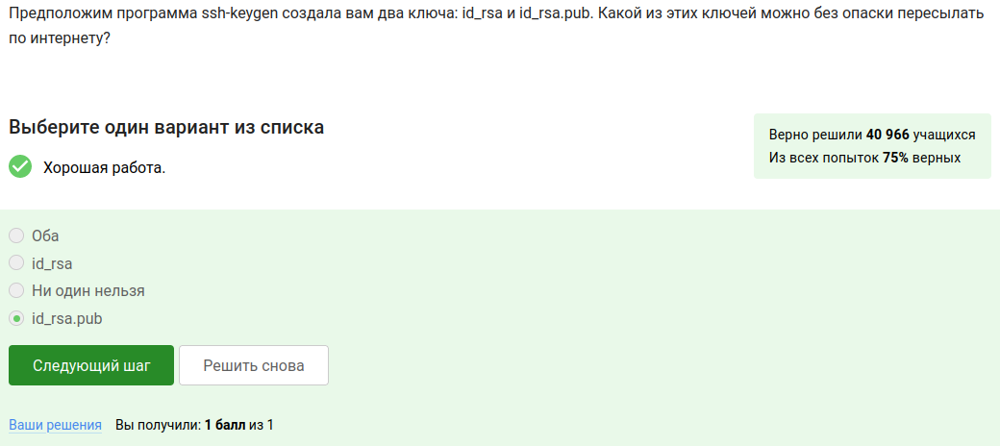 Предположим программа ssh-keygen создала вам два ключа: id_rsa и id_rsa.pub. Какой из этих ключей можно без опаски пересылать
по интернету?
Выберите один вариант из списка
Хорошая работа.
Верно решили 40 966 учащихся
Из всех попыток 75% верных
Оба
id_rsa
Ни один нельзя
id_rsa.pub
Следующий шаг
Решить снова
Ваши решения Вы получили: 1 балл из 1